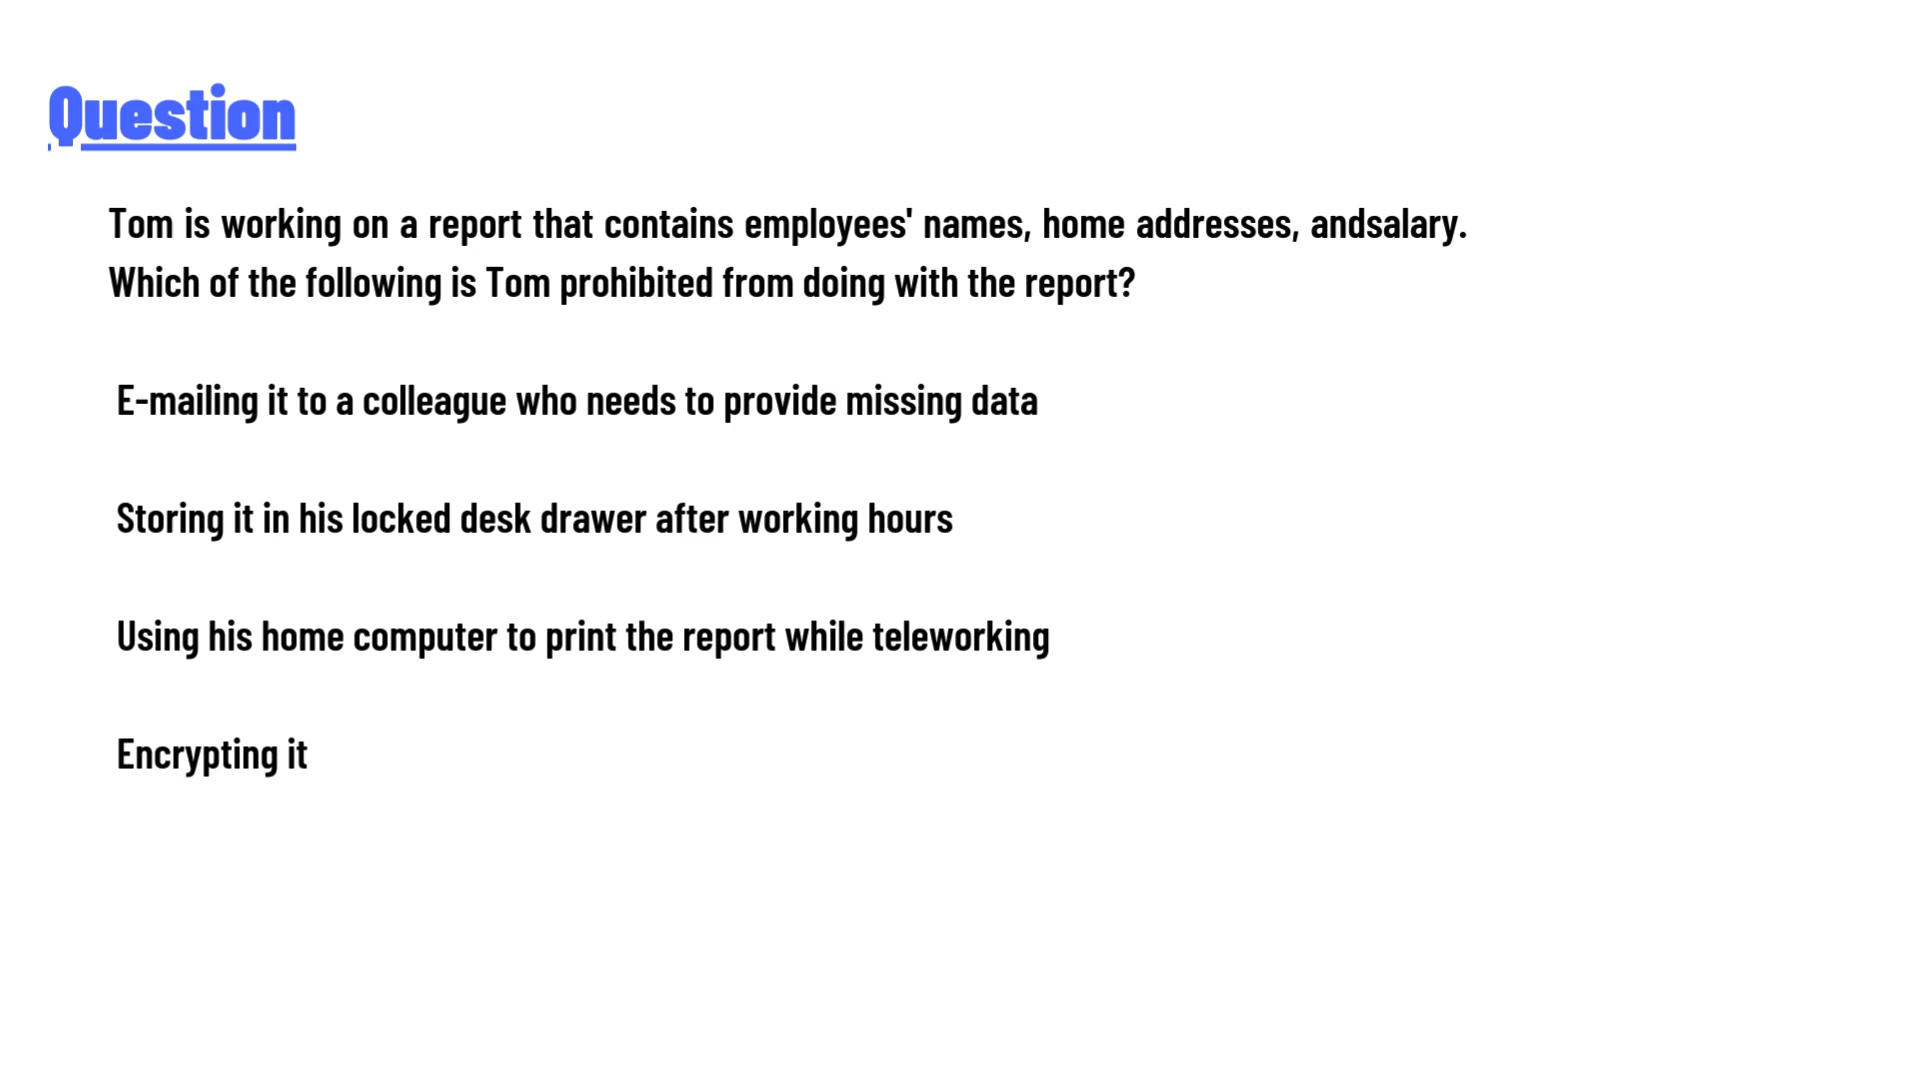 Question
Tom is working on a report that contains employees' names, home addresses, andsalary.
Which of the following is Tom prohibited from doing with the report?
E-mailing it to a colleague who needs to provide missing data
Storing it in his locked desk drawer after working hours
Using his home computer to print the report while teleworking
Encrypting it